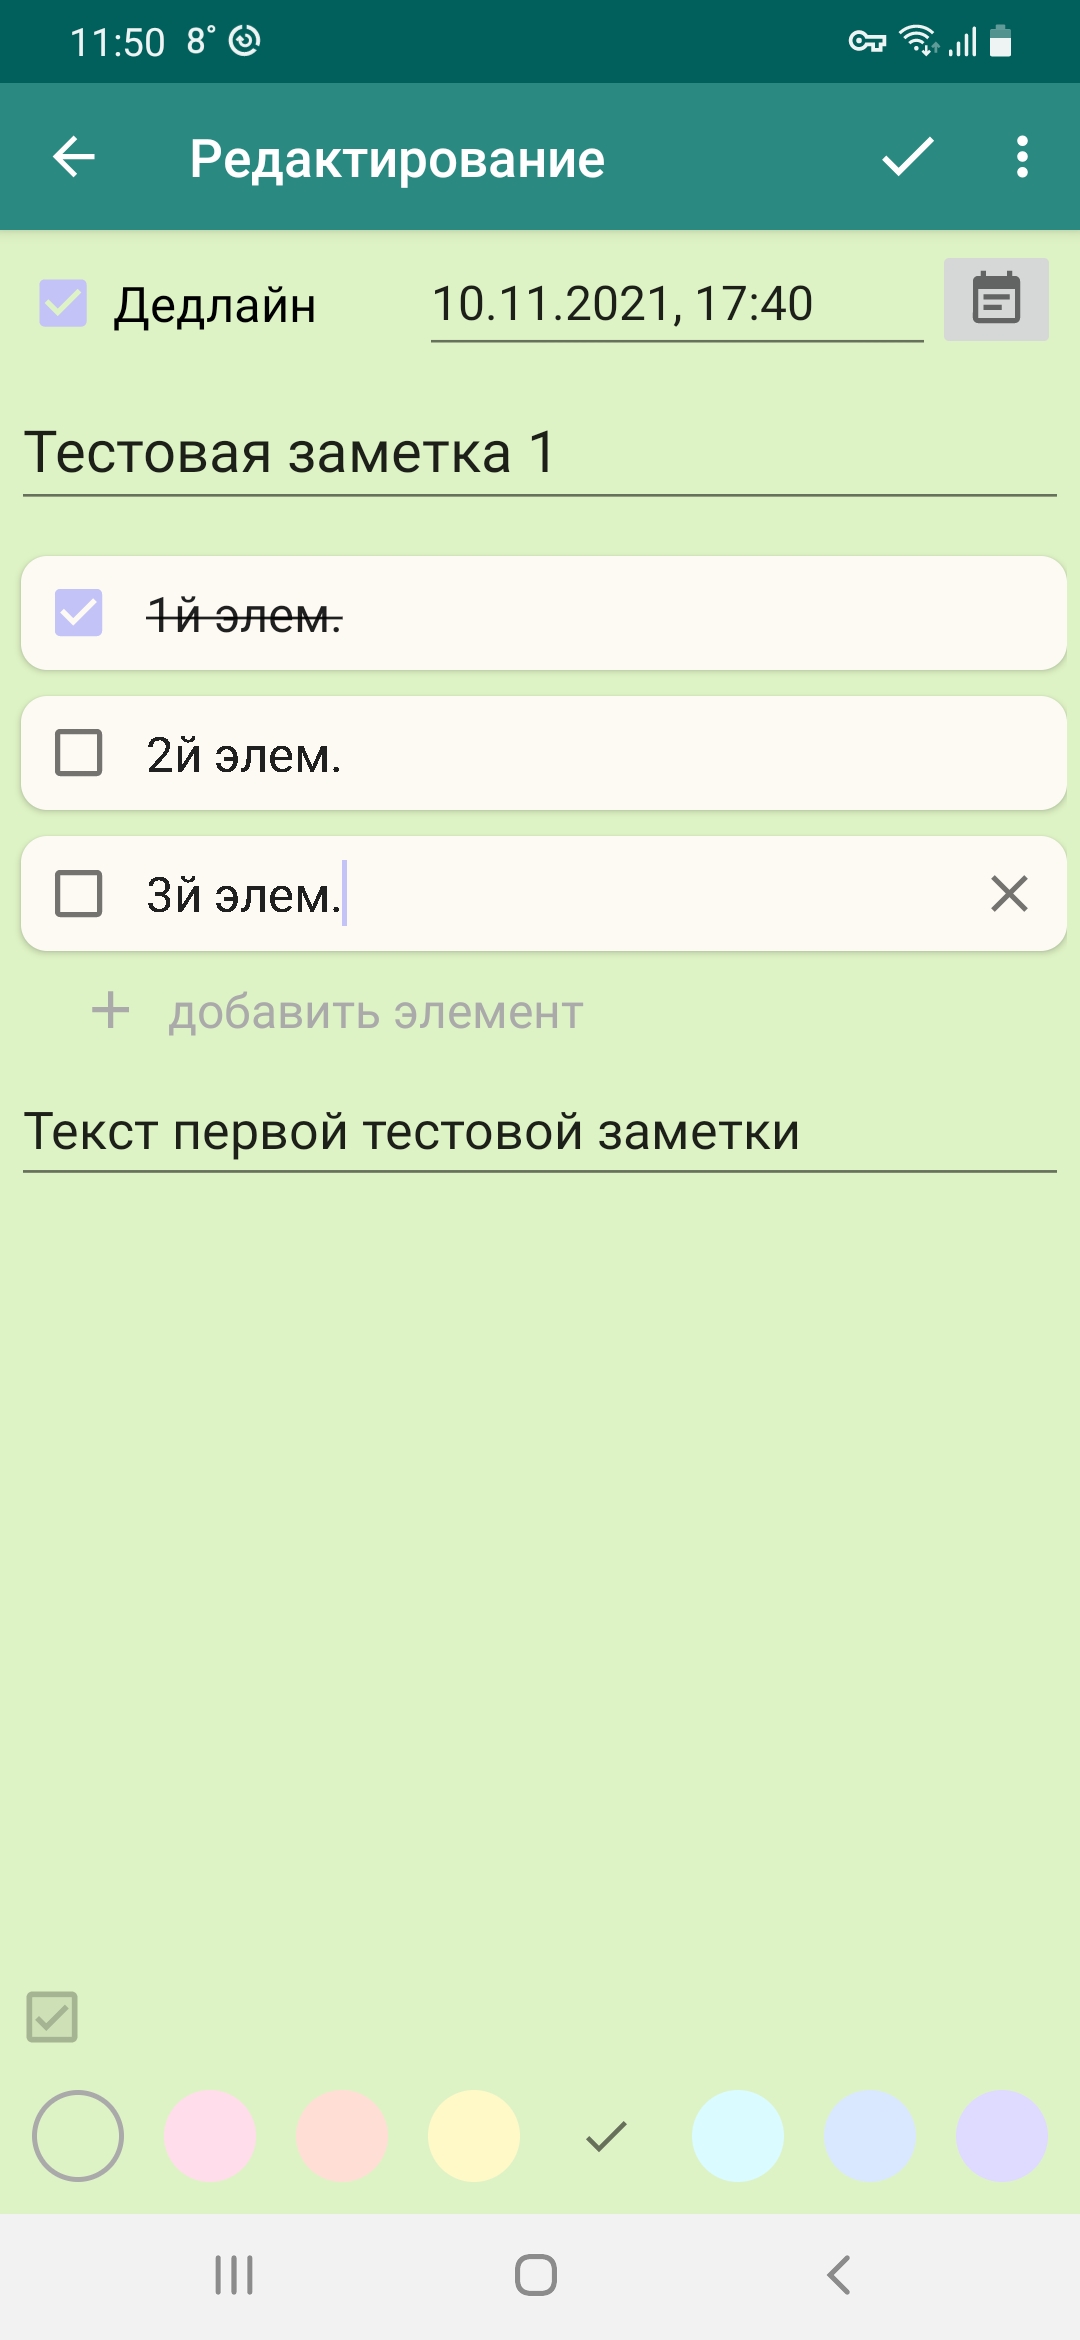 11:50 8°
Редактирование
Дедлайн 10.11.2021, 17:40
Тестовая заметка 1
1й элем.
2й элем.
3й элем.
добавить элемент
Текст первой тестовой заметки